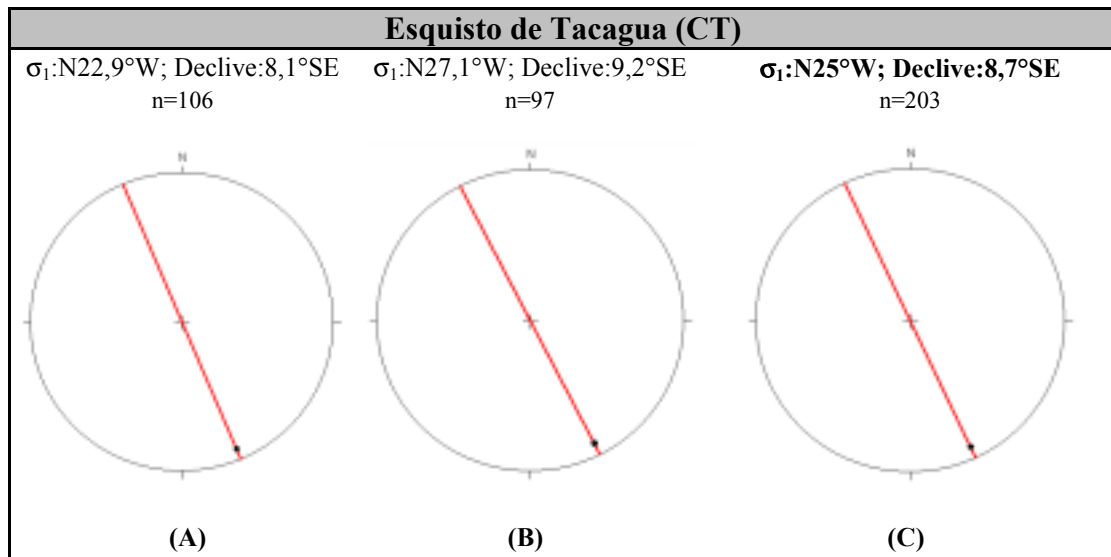 Esquisto de Tacagua (CT)
σ₁:N22,9°W; Declive:8,1°SE
n=106
σ₁:N27,1°W; Declive:9,2°SE
n=97
σ₁:N25°W; Declive:8,7°SE
n=203
N
N
N
(A)
(B)
(C)